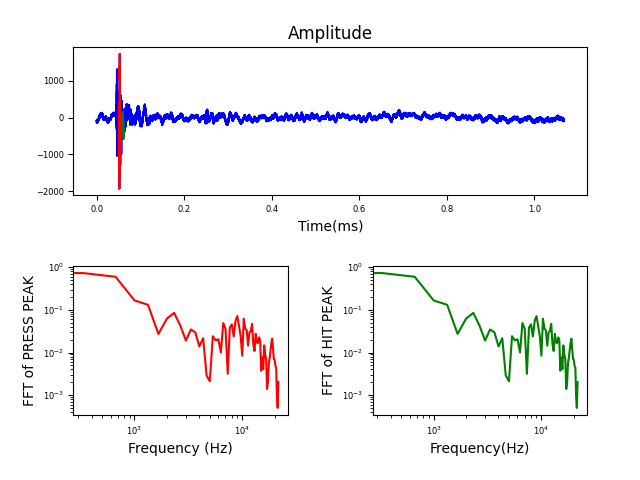 Amplitude
1000
0
−1000
−2000
0.0 0.2 0.4 0.6 0.8 1.0
Time(ms)
FFT of PRESS PEAK
10⁰
10⁻¹
10⁻²
10⁻³
10³ 10⁴
Frequency (Hz)
FFT of HIT PEAK
10⁰
10⁻¹
10⁻²
10⁻³
10³ 10⁴
Frequency(Hz)